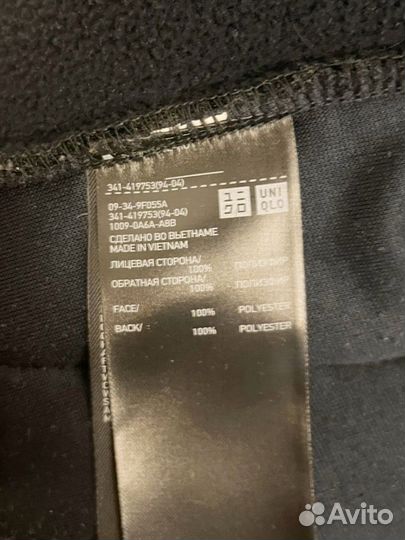 341-419753(94-04)
09-34-9F055A
341-419753(94-04)
1009-0A6A-A8B
UNI
QLO
СДЕЛАНО ВО ВЬЕТНАМЕ
MADE IN VIETNAM
ЛИЦЕВАЯ СТОРОНА/
100% ПОЛИЭФИР
ОБРАТНАЯ СТОРОНА/
100% ПОЛИЭФИР
FACE/
100% POLYESTER
BACK/
100% POLYESTER
Avito